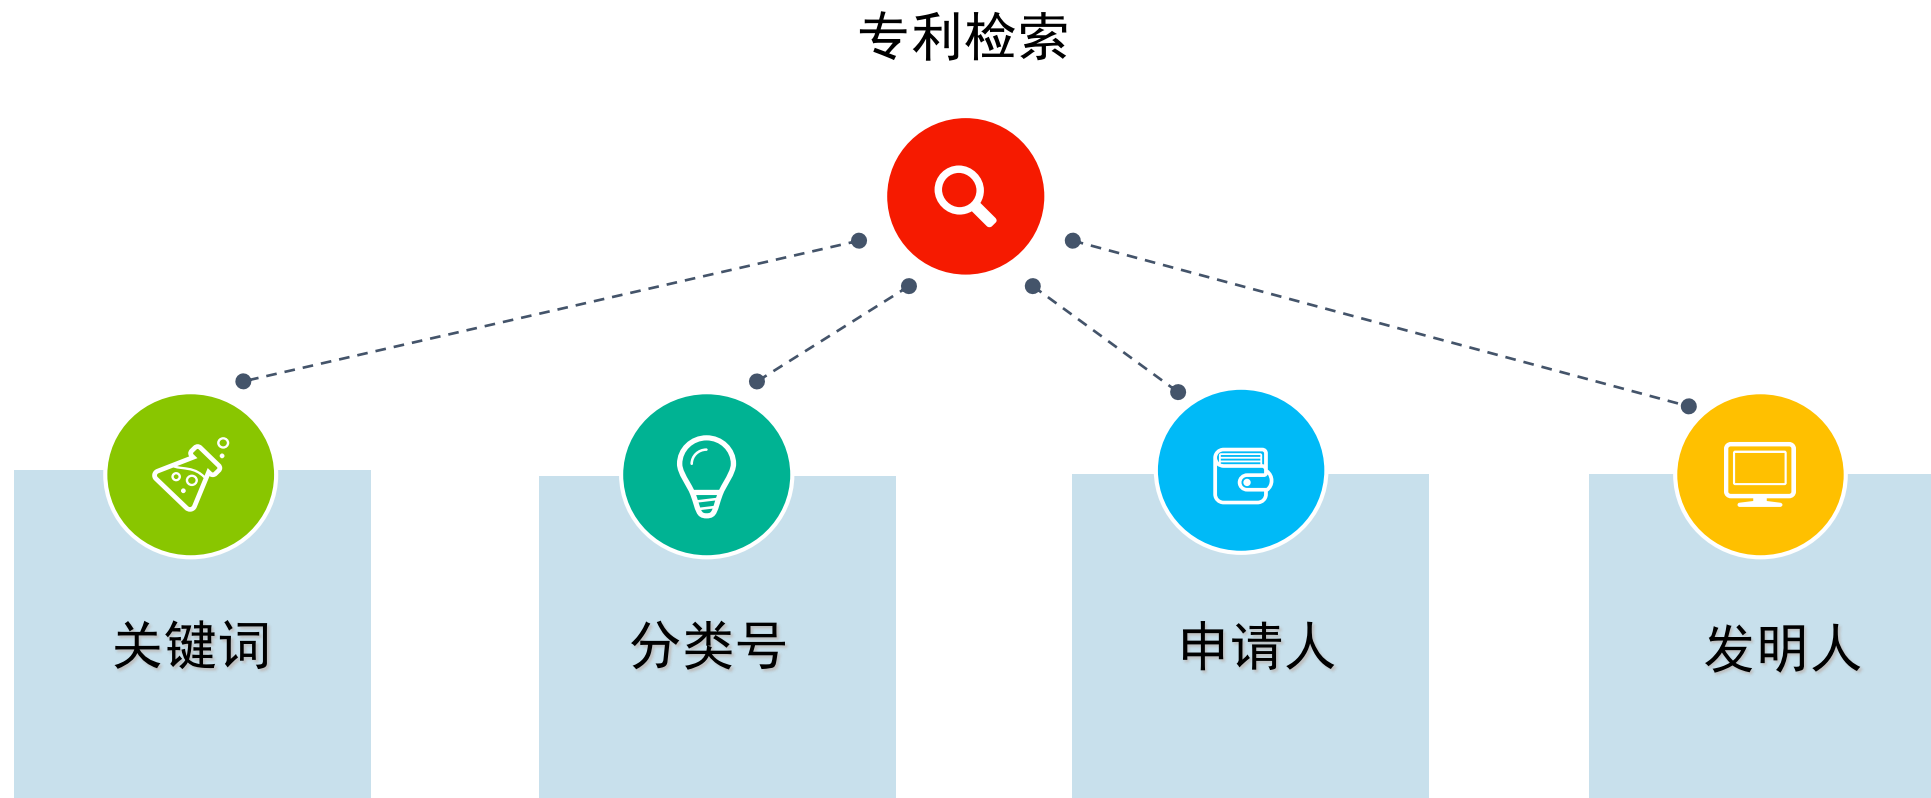 专利检索
关键词
分类号
申请人
发明人